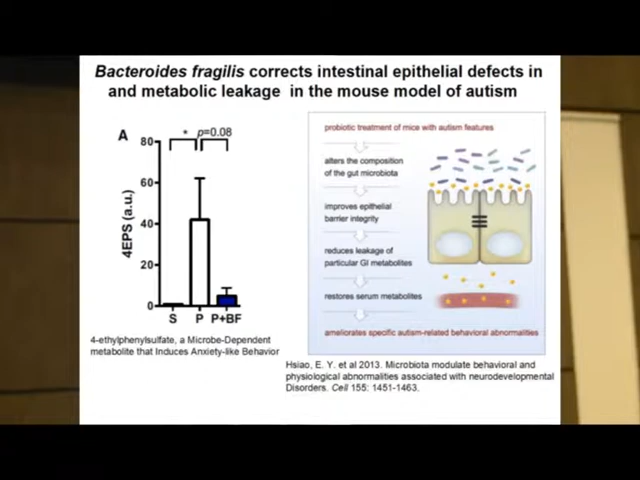 Bacteroides fragilis corrects intestinal epithelial defects in
and metabolic leakage in the mouse model of autism
A
* p=0.08
80
60
40
20
0
4EPS (a.u.)
S P P+BF
4-ethylphenylsulfate, a Microbe-Dependent
metabolite that Induces Anxiety-like Behavior
probiotic treatment of mice with autism features
alters the composition
of the gut microbiota
improves epithelial
barrier integrity
reduces leakage of
particular GI metabolites
restores serum metabolites
ameliorates specific autism-related behavioral abnormalities
Hsiao, E. Y. et al 2013. Microbiota modulate behavioral and
physiological abnormalities associated with neurodevelopmental
Disorders. Cell 155: 1451-1463.